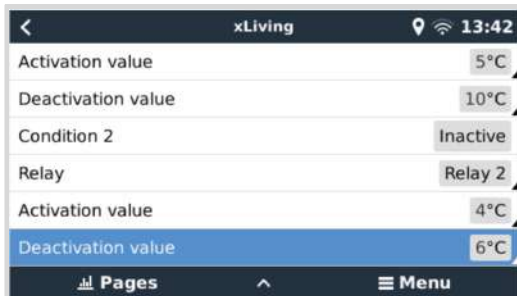 xLiving 13:42
Activation value 5°C
Deactivation value 10°C
Condition 2 Inactive
Relay Relay 2
Activation value 4°C
Deactivation value 6°C
Pages Menu